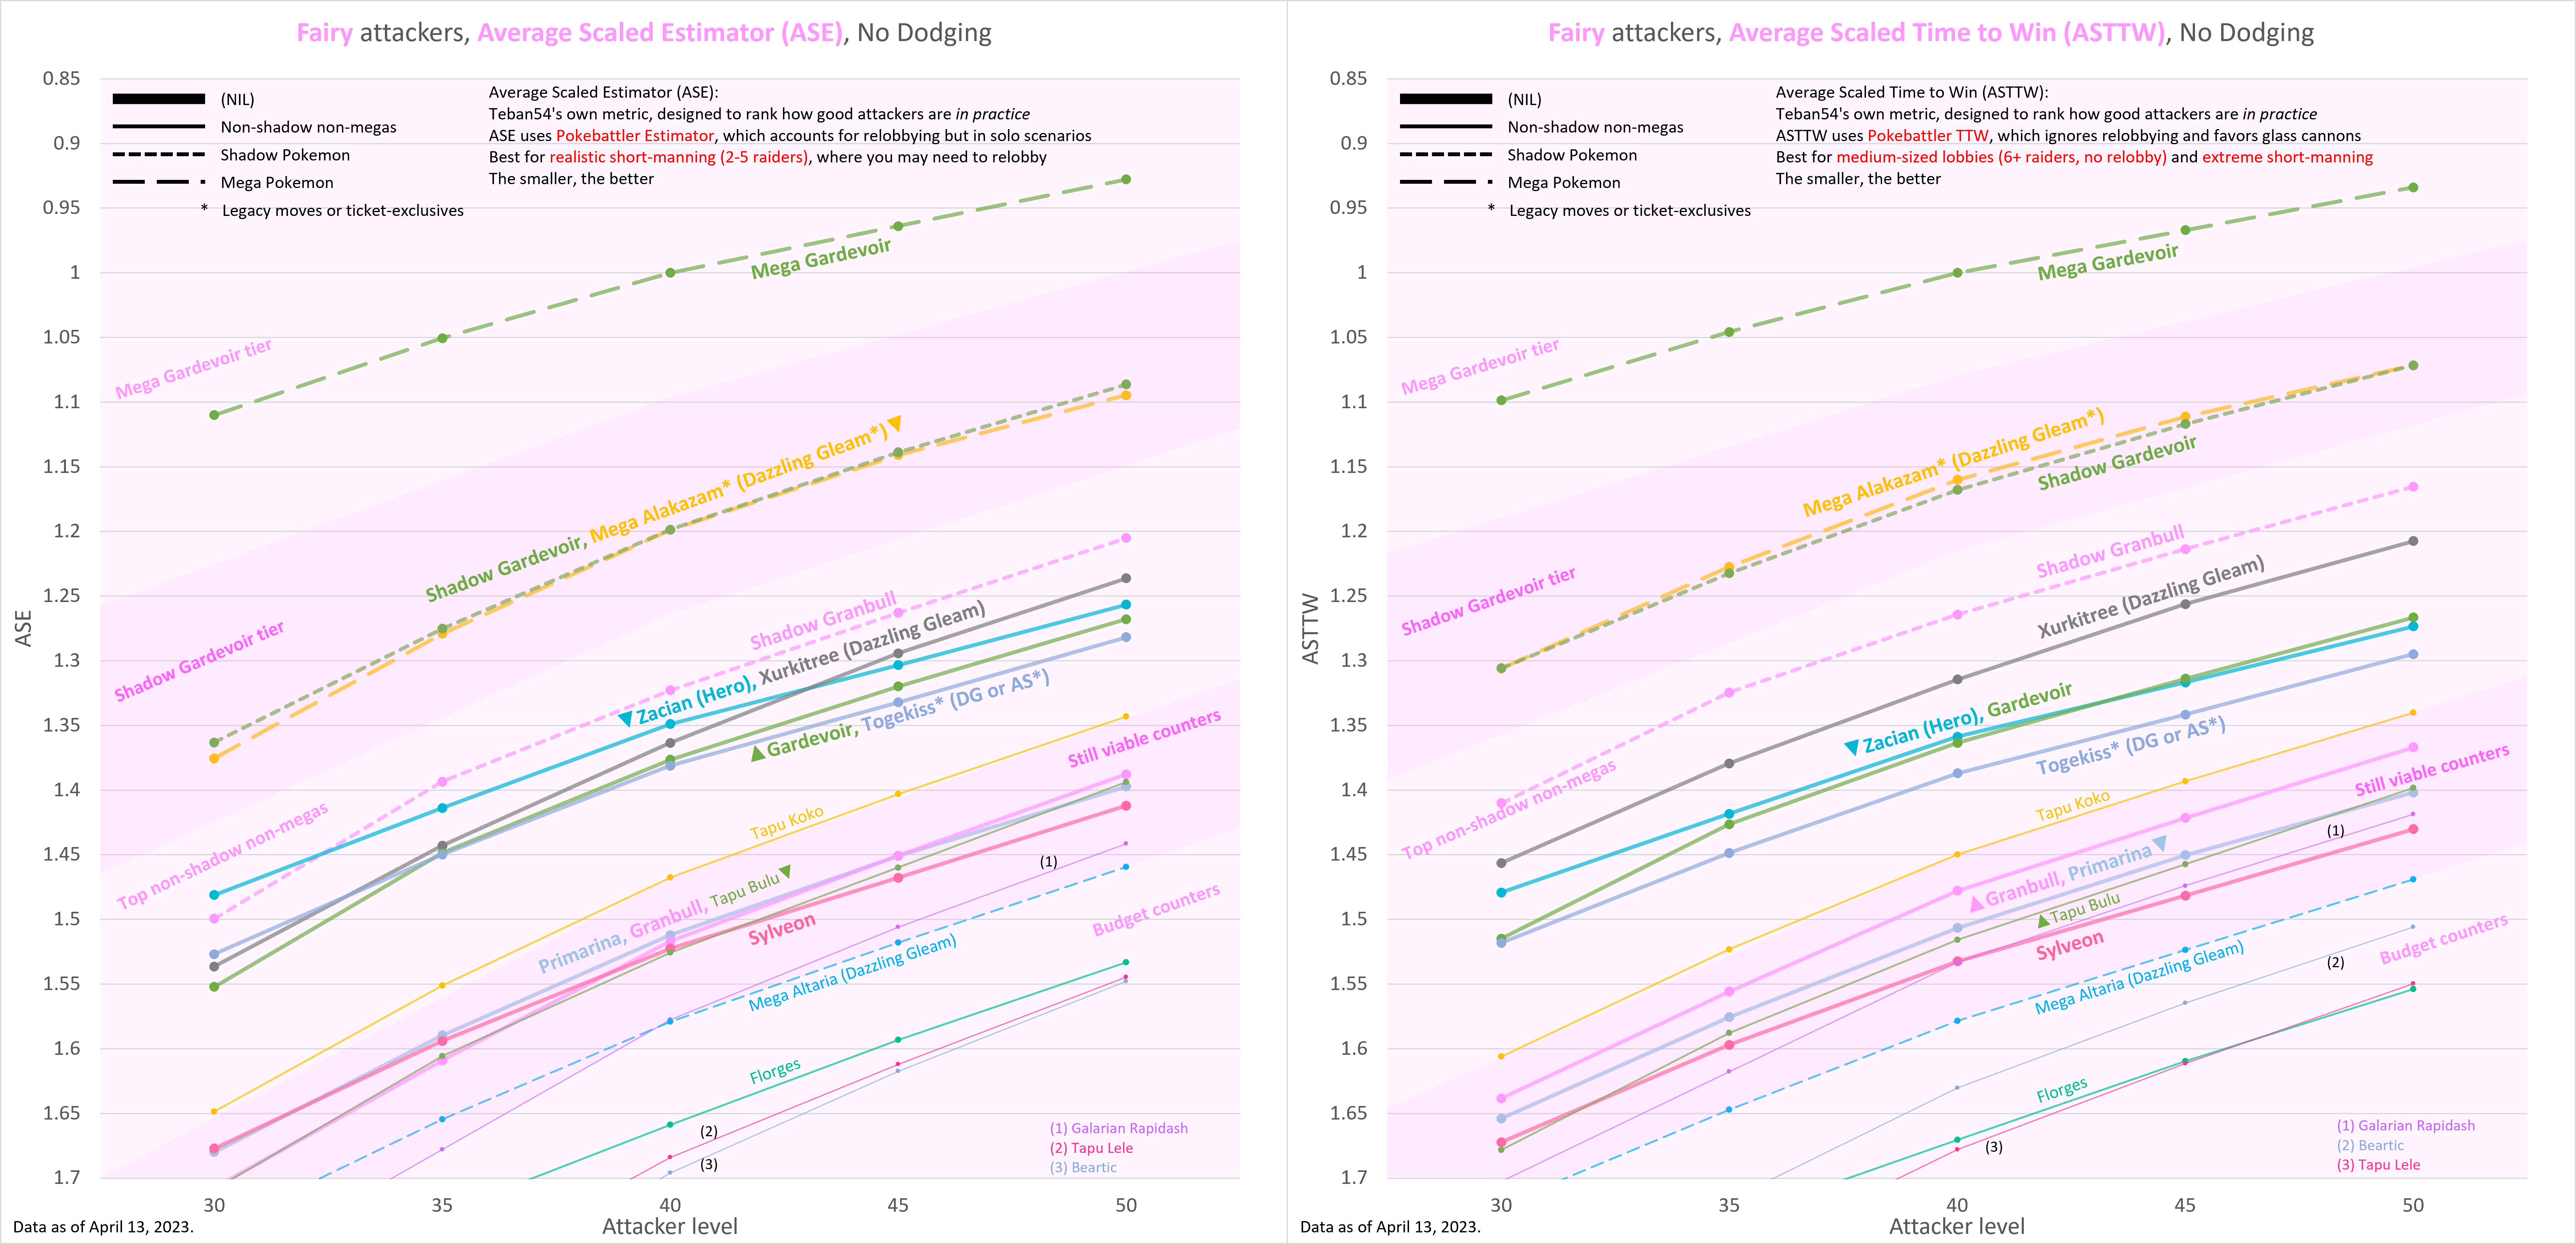 Fairy attackers, Average Scaled Estimator (ASE), No Dodging
0.85
0.9
0.95
1
1.05
1.1
1.15
1.2
1.25
1.3
1.35
1.4
1.45
1.5
1.55
1.6
1.65
1.7
ASE
(NIL)
Non-shadow non-megas
Shadow Pokemon
Mega Pokemon
* Legacy moves or ticket-exclusives
Average Scaled Estimator (ASE):
Teban54's own metric, designed to rank how good attackers are in practice
ASE uses Pokebattler Estimator, which accounts for relobbying but in solo scenarios
Best for realistic short-manning (2-5 raiders), where you may need to relobby
The smaller, the better
Mega Gardevoir
Mega Gardevoir tier
Shadow Gardevoir, Mega Alakazam* (Dazzling Gleam*)
Shadow Gardevoir tier
Shadow Granbull
Zacian (Hero), Xurkitree (Dazzling Gleam)
Gardevoir, Togekiss* (DG or AS*)
Top non-shadow non-megas
Still viable counters
Tapu Koko
Primarina, Granbull, Tapu Bulu
Sylveon
(1)
Mega Altaria (Dazzling Gleam)
Budget counters
Florges
(2)
(3)
(1) Galarian Rapidash
(2) Tapu Lele
(3) Beartic
30
35
40
45
50
Attacker level
Data as of April 13, 2023.
Fairy attackers, Average Scaled Time to Win (ASTTW), No Dodging
0.85
0.9
0.95
1
1.05
1.1
1.15
1.2
1.25
1.3
1.35
1.4
1.45
1.5
1.55
1.6
1.65
1.7
ASTTW
(NIL)
Non-shadow non-megas
Shadow Pokemon
Mega Pokemon
* Legacy moves or ticket-exclusives
Average Scaled Time to Win (ASTTW):
Teban54's own metric, designed to rank how good attackers are in practice
ASTTW uses Pokebattler TTW, which ignores relobbying and favors glass cannons
Best for medium-sized lobbies (6+ raiders, no relobby) and extreme short-manning
The smaller, the better
Mega Gardevoir
Mega Gardevoir tier
Mega Alakazam* (Dazzling Gleam*)
Shadow Gardevoir
Shadow Gardevoir tier
Shadow Granbull
Xurkitree (Dazzling Gleam)
Zacian (Hero), Gardevoir
Togekiss* (DG or AS*)
Top non-shadow non-megas
Still viable counters
Tapu Koko
(1)
Granbull, Primarina
Tapu Bulu
Sylveon
Mega Altaria (Dazzling Gleam)
Budget counters
(2)
Florges
(3)
(1) Galarian Rapidash
(2) Beartic
(3) Tapu Lele
30
35
40
45
50
Attacker level
Data as of April 13, 2023.